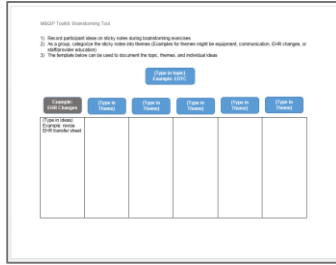 MBQIP Toolkit: Brainstorming Tool
1) Record participant ideas on sticky notes during brainstorming exercises
2) As a group, categorize the sticky notes into themes (Examples for themes might be equipment, communication, EHR changes, or
staff/provider education)
3) The template below can be used to document the topic, themes, and individual ideas
(Type in topic)
Example: EDTC
Example:
EHR Changes
(Type in
Theme)
(Type in
Theme)
(Type in
Theme)
(Type in
Theme)
(Type in
Theme)
(Type in ideas)
Example: revise
EHR transfer sheet